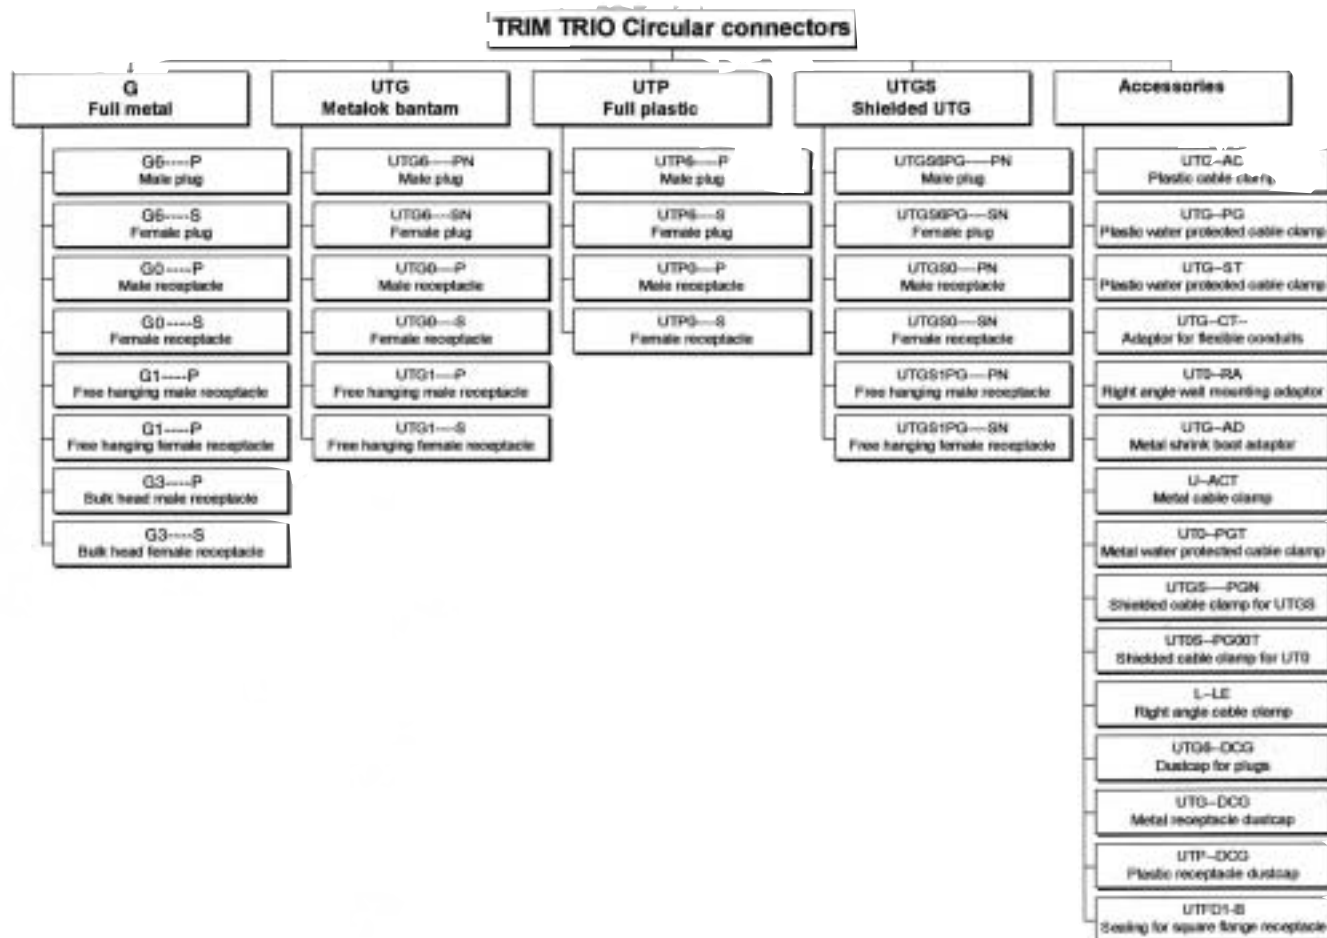 TRIM TRIO Circular connectors
G
Full metal
G6----P
Male plug
G6----S
Female plug
G0----P
Male receptacle
G0----S
Female receptacle
G1----P
Free hanging male receptacle
G1----P
Free hanging female receptacle
G3----P
Bulk head male receptacle
G3----S
Bulk head female receptacle
UTG
Metalok bantam
UTG6----PN
Male plug
UTG6---SN
Female plug
UTG0---P
Male receptacle
UTG0---S
Female receptacle
UTG1---P
Free hanging male receptacle
UTG1---S
Free hanging female receptacle
UTP
Full plastic
UTP6----P
Male plug
UTP6---S
Female plug
UTP0---P
Male receptacle
UTP0---S
Female receptacle
UTGS
Shielded UTG
UTGS6PG----PN
Male plug
UTGS6PG----SN
Female plug
UTGS0---PN
Male receptacle
UTGS0---SN
Female receptacle
UTGS1PG---PN
Free hanging male receptacle
UTGS1PG---SN
Free hanging female receptacle
Accessories
UTG--AC
Plastic cable clamp
UTG--PG
Plastic water protected cable clamp
UTG--ST
Plastic water protected cable clamp
UTG--CT--
Adaptor for flexible conduits
UT0--RA
Right angle wall mounting adaptor
UTG--AD
Metal shrink boot adaptor
U--ACT
Metal cable clamp
UT0--PGT
Metal water protected cable clamp
UTGS----PGN
Shielded cable clamp for UTGS
UT0S--PG00T
Shielded cable clamp for UT0
L--LE
Right angle cable clamp
UTG6--DCG
Dustcap for plugs
UTG--DCG
Metal receptacle dustcap
UTP--DCG
Plastic receptacle dustcap
UTFD1-B
Sealing for square flange receptacle